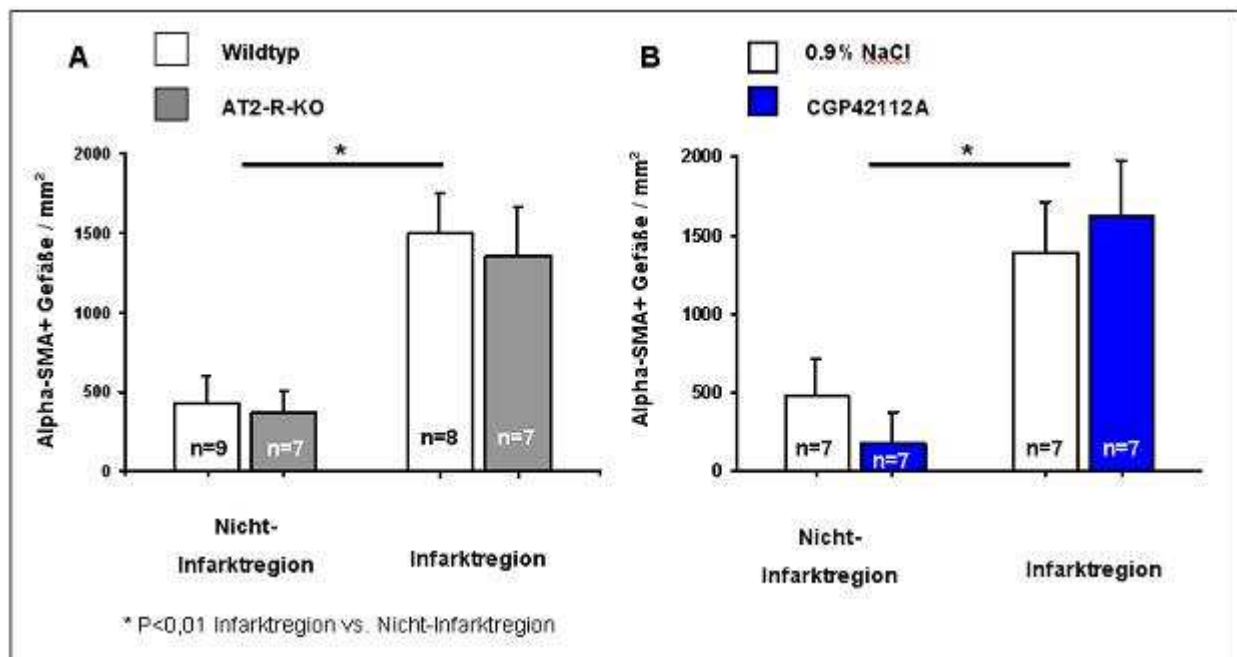 A
Wildtyp
AT2-R-KO
Alpha-SMA+ Gefäße / mm²
2000
1500
1000
500
0
*
n=9
n=7
n=8
n=7
Nicht-
Infarktregion
Infarktregion
* P<0,01 Infarktregion vs. Nicht-Infarktregion
B
0.9% NaCl
CGP42112A
Alpha-SMA+ Gefäße / mm²
2000
1500
1000
500
0
*
n=7
n=7
n=7
n=7
Nicht-
Infarktregion
Infarktregion